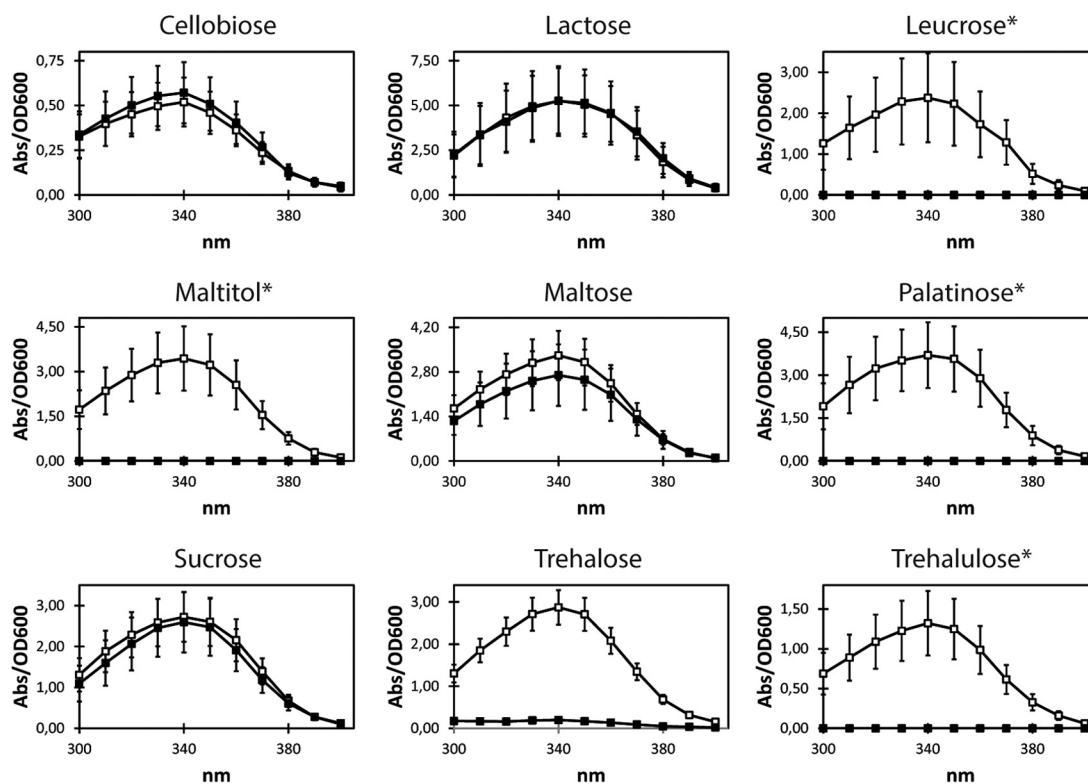 Cellobiose
Abs/OD600
0,75
0,50
0,25
0,00
300 340 380
nm
Lactose
Abs/OD600
7,50
5,00
2,50
0,00
300 340 380
nm
Leucrose*
Abs/OD600
3,00
2,00
1,00
0,00
300 340 380
nm
Maltitol*
Abs/OD600
4,50
3,00
1,50
0,00
300 340 380
nm
Maltose
Abs/OD600
4,20
2,80
1,40
0,00
300 340 380
nm
Palatinose*
Abs/OD600
4,50
3,00
1,50
0,00
300 340 380
nm
Sucrose
Abs/OD600
3,00
2,00
1,00
0,00
300 340 380
nm
Trehalose
Abs/OD600
3,00
2,00
1,00
0,00
300 340 380
nm
Trehalulose*
Abs/OD600
1,50
1,00
0,50
0,00
300 340 380
nm